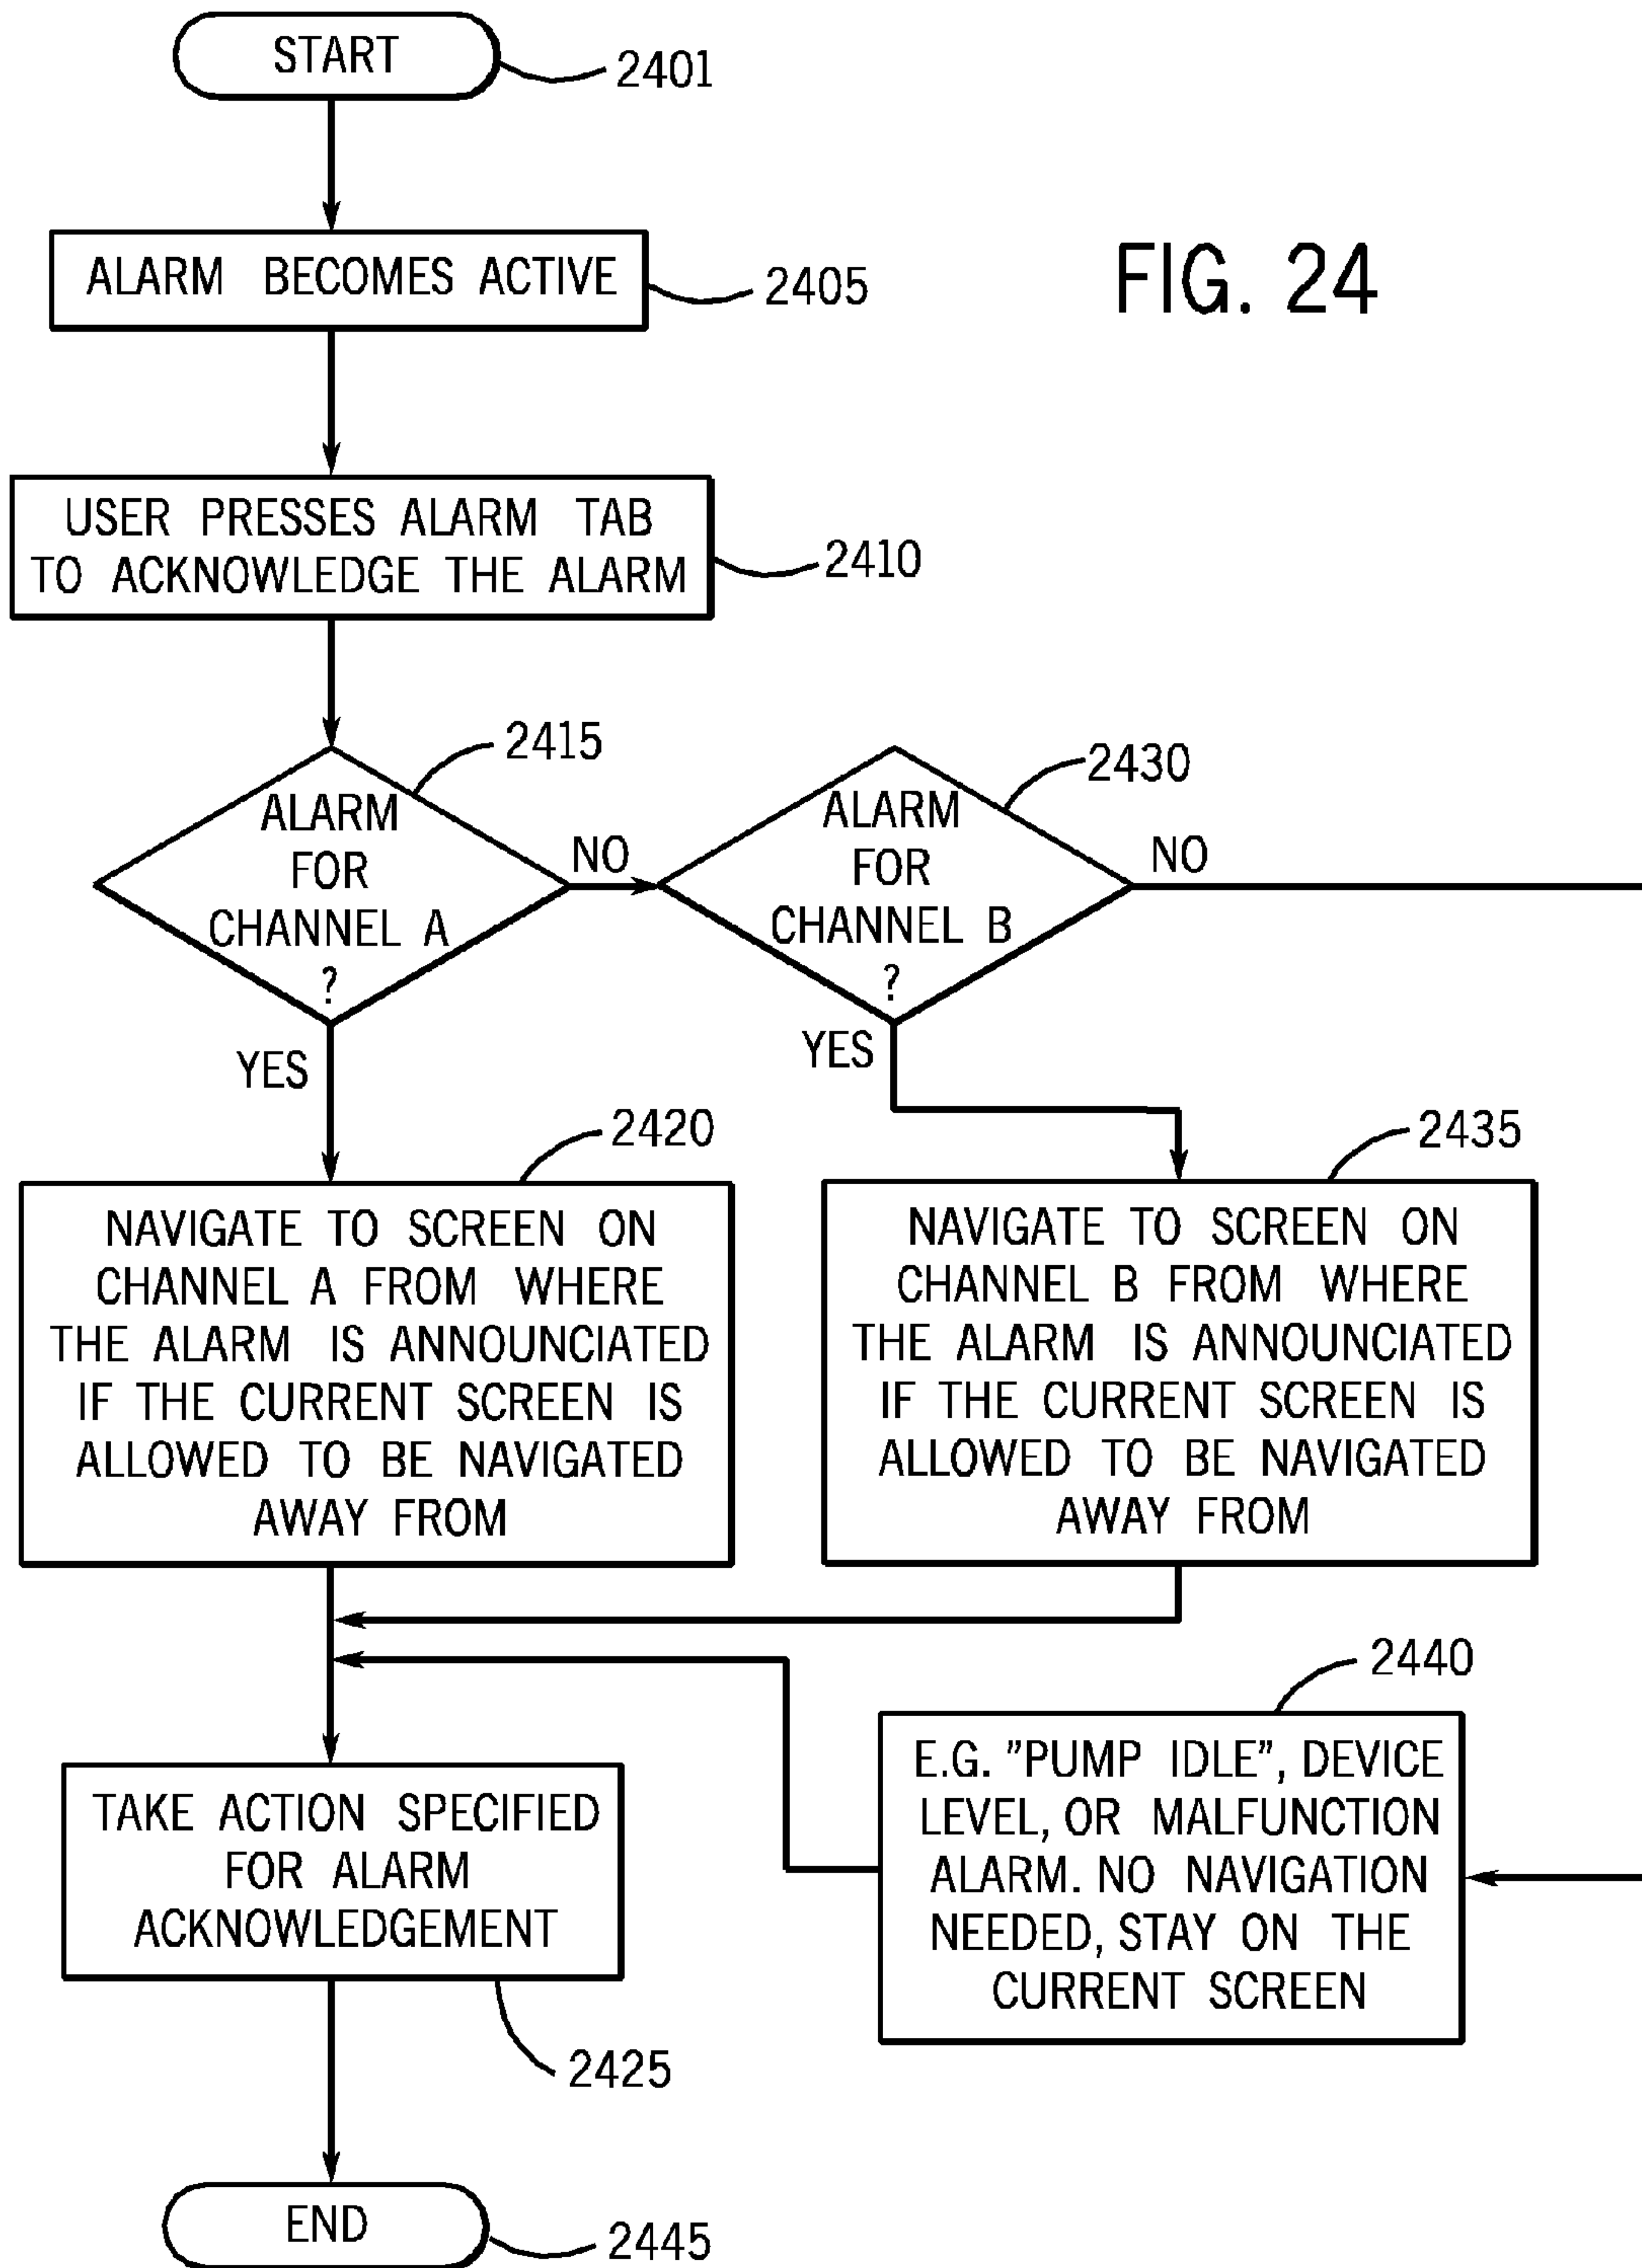 START
2401
ALARM BECOMES ACTIVE
2405
FIG. 24
USER PRESSES ALARM TAB
TO ACKNOWLEDGE THE ALARM
2410
2415
ALARM
FOR
CHANNEL A
?
NO
YES
2430
ALARM
FOR
CHANNEL B
?
NO
YES
2420
NAVIGATE TO SCREEN ON
CHANNEL A FROM WHERE
THE ALARM IS ANNOUNCIATED
IF THE CURRENT SCREEN IS
ALLOWED TO BE NAVIGATED
AWAY FROM
2435
NAVIGATE TO SCREEN ON
CHANNEL B FROM WHERE
THE ALARM IS ANNOUNCIATED
IF THE CURRENT SCREEN IS
ALLOWED TO BE NAVIGATED
AWAY FROM
2440
E.G. ”PUMP IDLE”, DEVICE
LEVEL, OR MALFUNCTION
ALARM. NO NAVIGATION
NEEDED, STAY ON THE
CURRENT SCREEN
TAKE ACTION SPECIFIED
FOR ALARM
ACKNOWLEDGEMENT
2425
END
2445